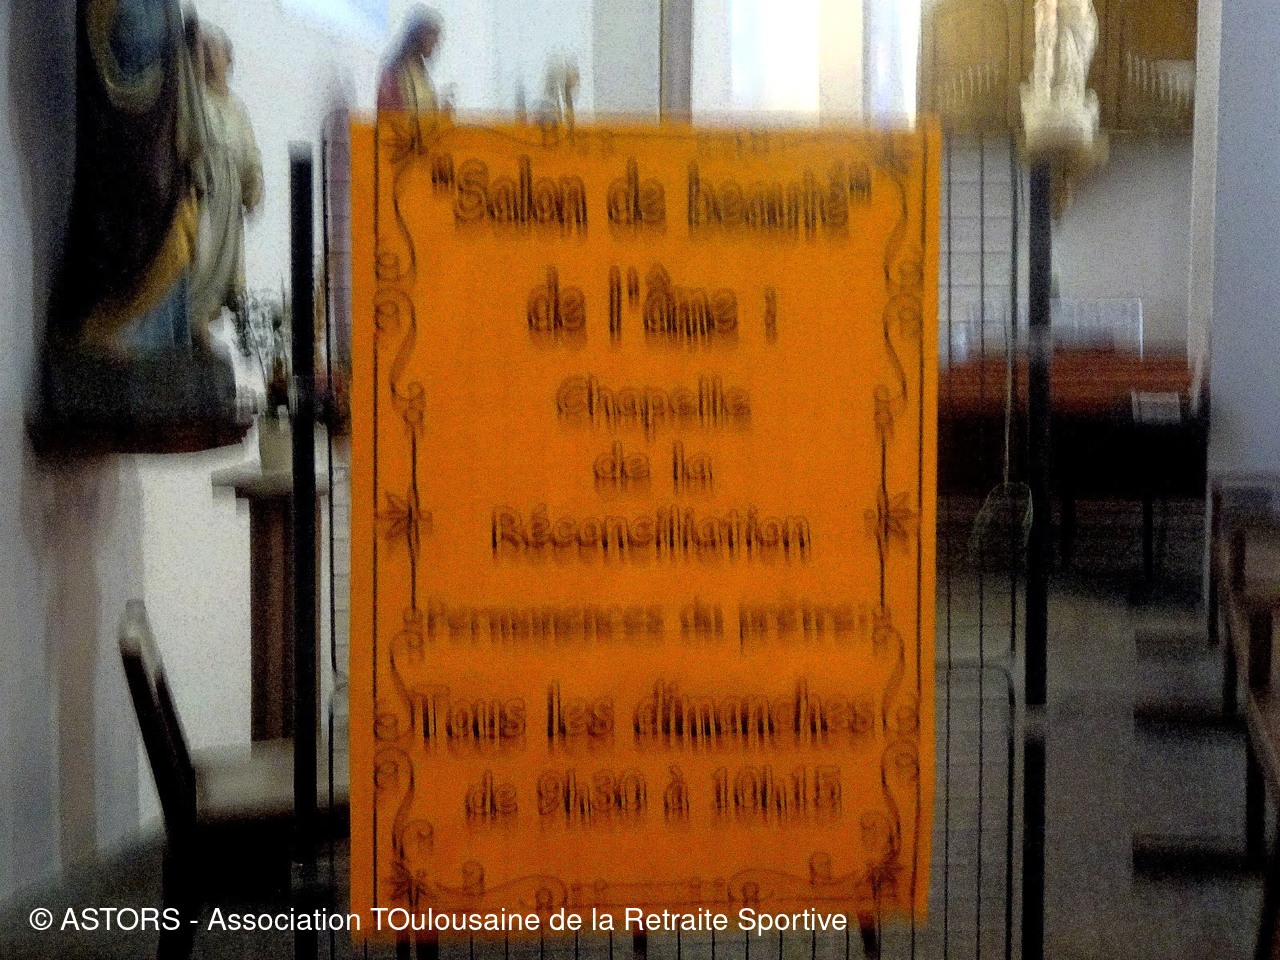 "Salon de beauté"
de l'âme :
Chapelle
de la
Réconciliation
Permanences du prêtre:
Tous les dimanches
de 9h30 à 10h15
© ASTORS - Association TOulousaine de la Retraite Sportive